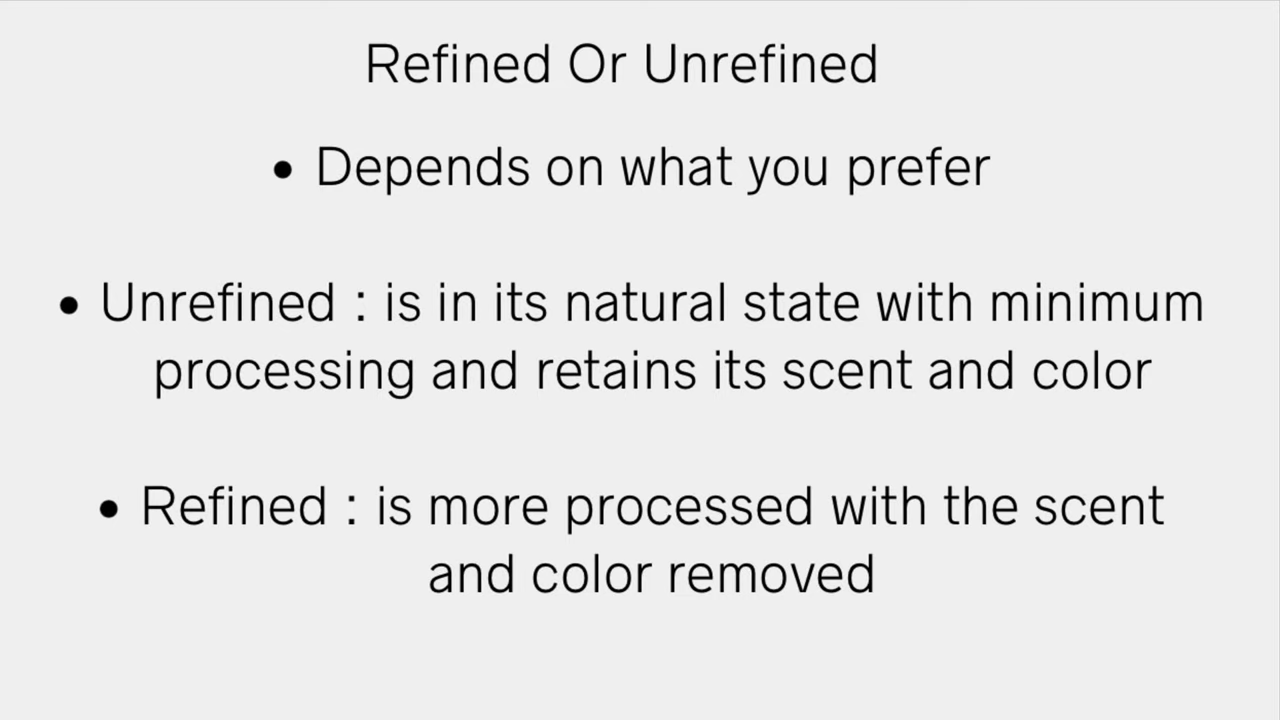 Refined Or Unrefined
• Depends on what you prefer
• Unrefined : is in its natural state with minimum
processing and retains its scent and color
• Refined : is more processed with the scent
and color removed